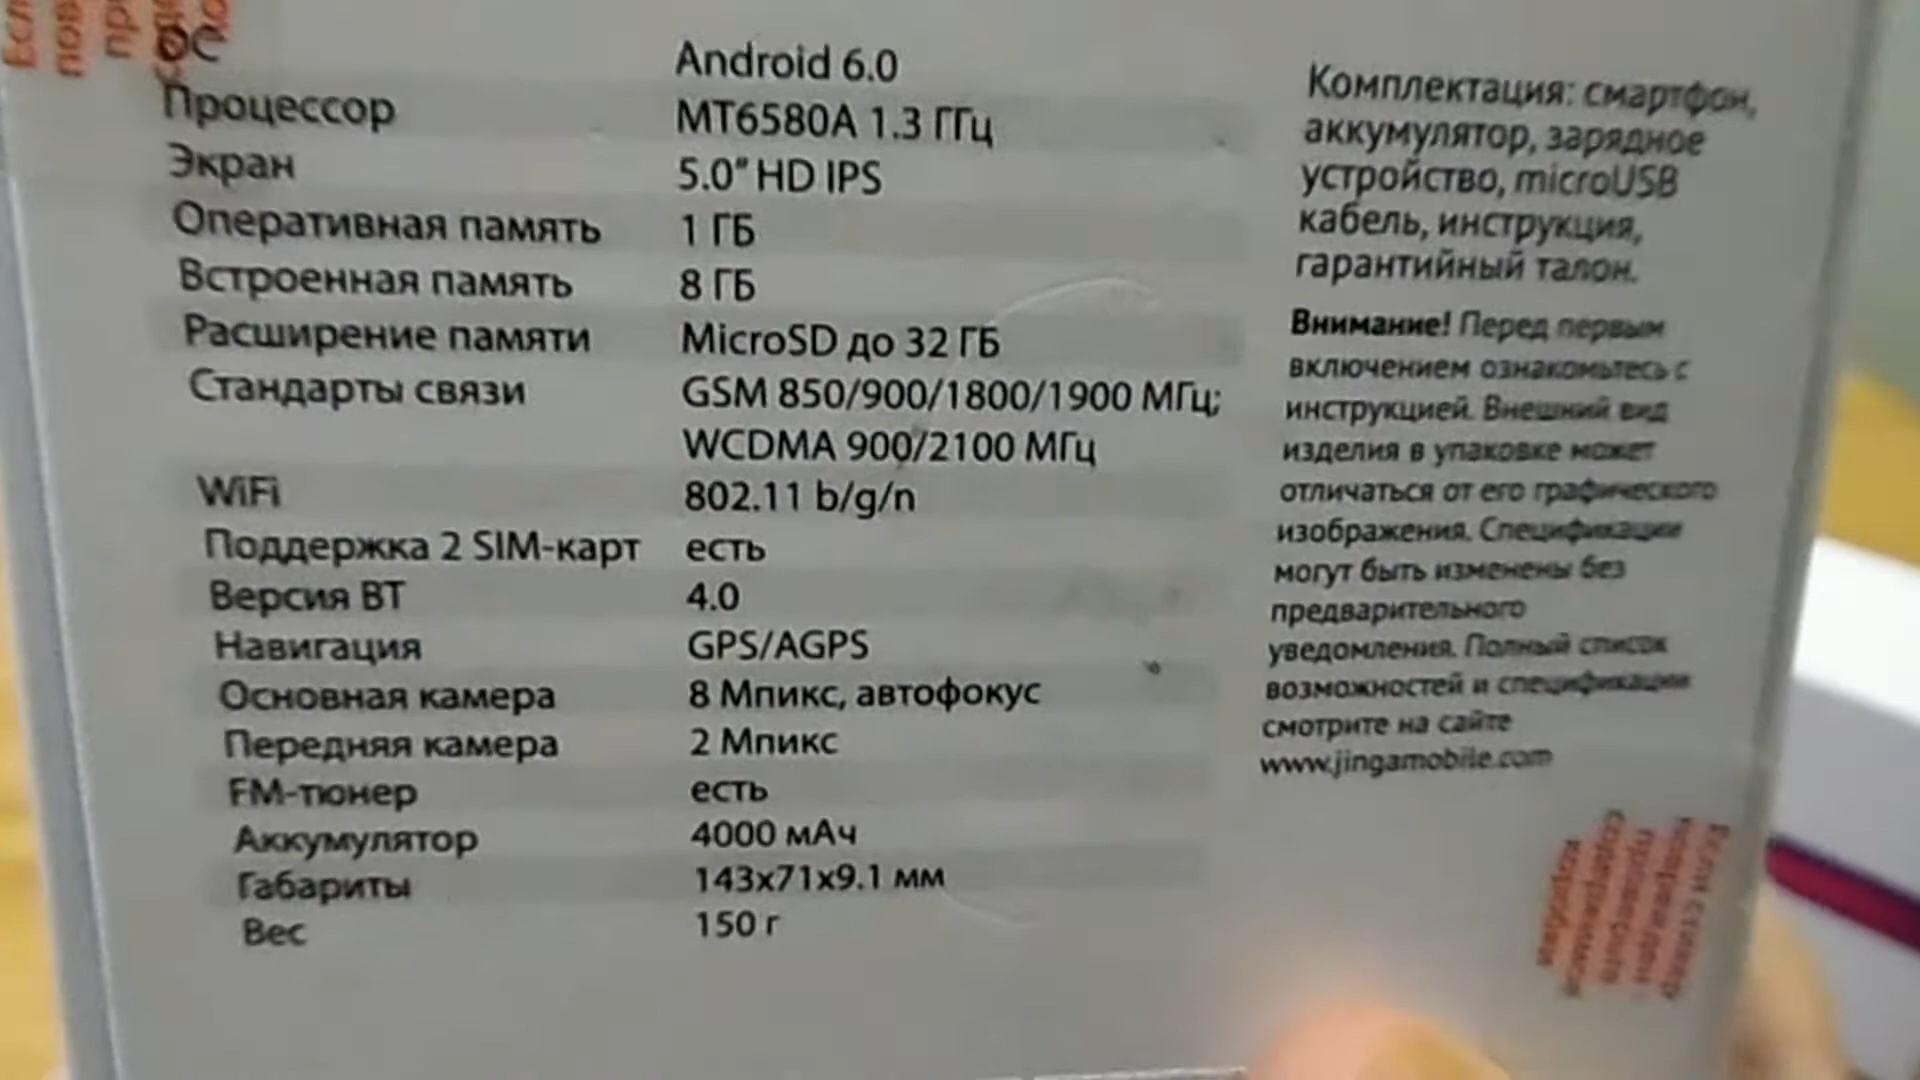 ОС Android 6.0
Процессор MT6580A 1.3 ГГц
Экран 5.0" HD IPS
Оперативная память 1 ГБ
Встроенная память 8 ГБ
Расширение памяти MicroSD до 32 ГБ
Стандарты связи GSM 850/900/1800/1900 МГц;
WCDMA 900/2100 МГц
WiFi 802.11 b/g/n
Поддержка 2 SIM-карт есть
Версия BT 4.0
Навигация GPS/AGPS
Основная камера 8 Мпикс, автофокус
Передняя камера 2 Мпикс
FM-тюнер есть
Аккумулятор 4000 мАч
Габариты 143x71x9.1 мм
Вес 150 г
Комплектация: смартфон,
аккумулятор, зарядное
устройство, microUSB
кабель, инструкция,
гарантийный талон.
Внимание! Перед первым
включением ознакомьтесь с
инструкцией. Внешний вид
изделия в упаковке может
отличаться от его графического
изображения. Спецификации
могут быть изменены без
предварительного
уведомления. Полный список
возможностей и спецификации
смотрите на сайте
www.jingamobile.com
Если стикер
поврежден
проверьте
содержимое
коробки